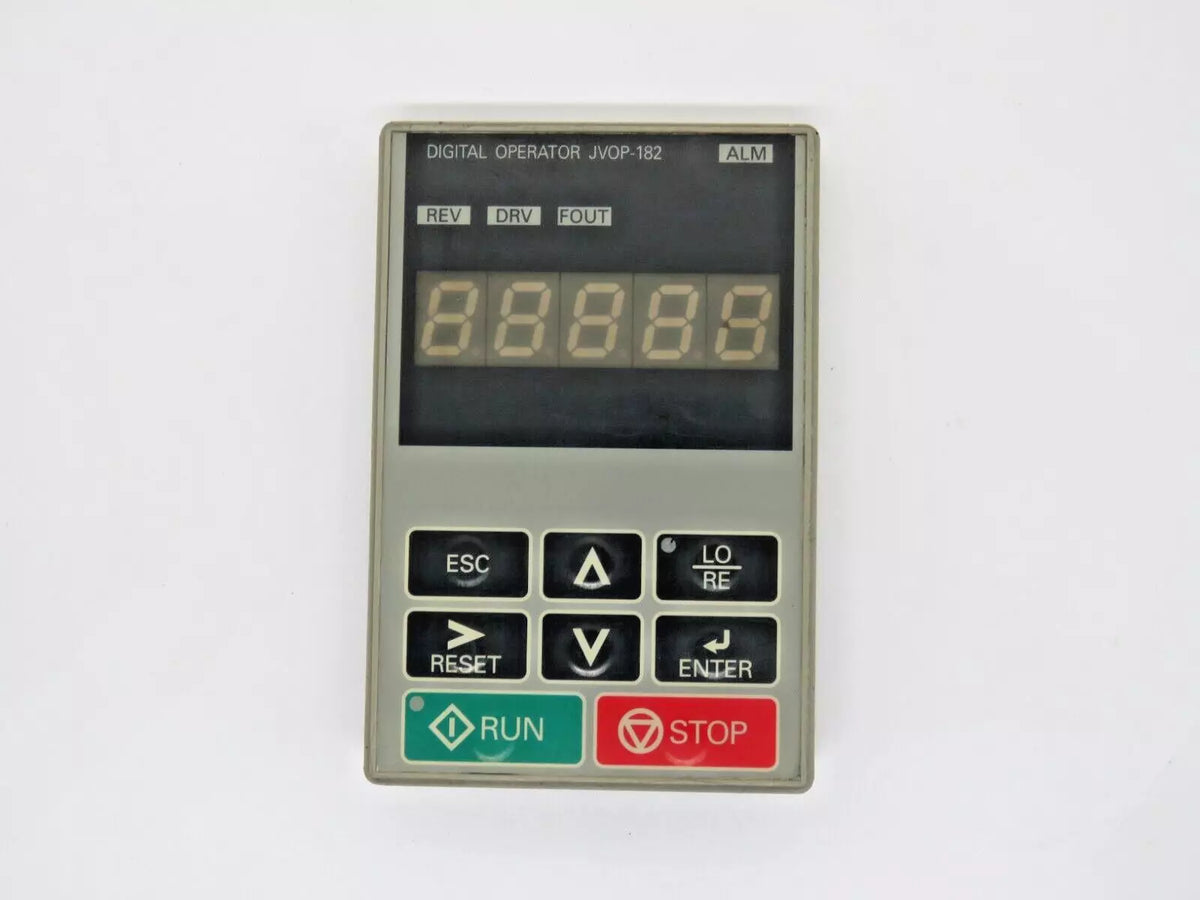 DIGITAL OPERATOR JVOP-182 ALM
REV DRV FOUT
ESC LO
RE
> RESET ENTER
RUN STOP